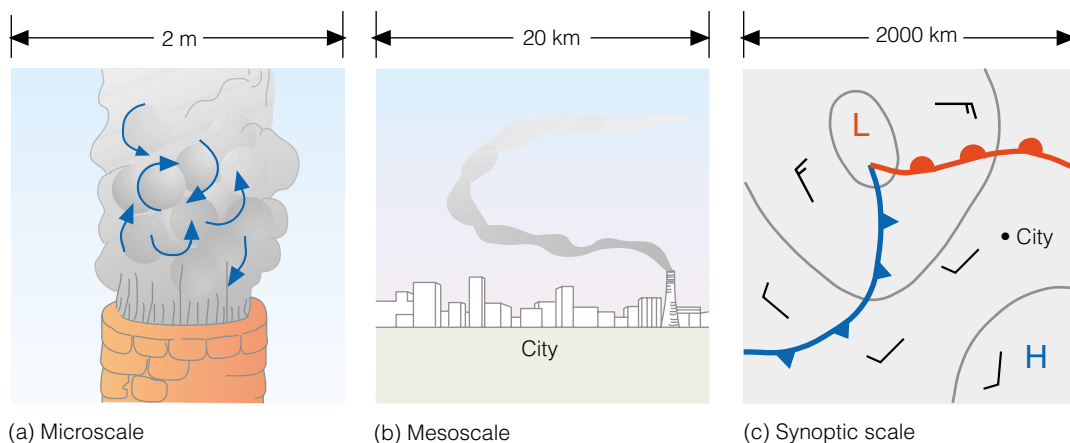 2 m
20 km
2000 km
L
City
H
City
(a) Microscale
(b) Mesoscale
(c) Synoptic scale